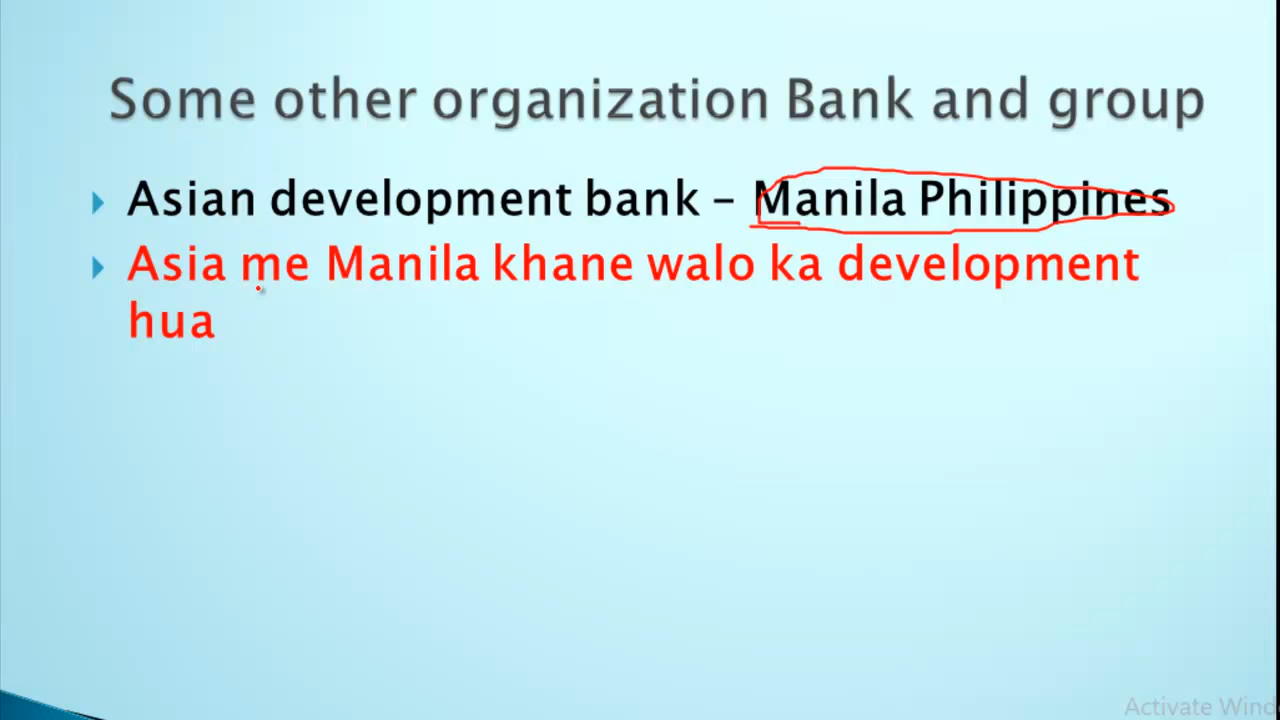 Some other organization Bank and group
Asian development bank – Manila Philippines
Asia me Manila khane walo ka development
hua
Activate Wind